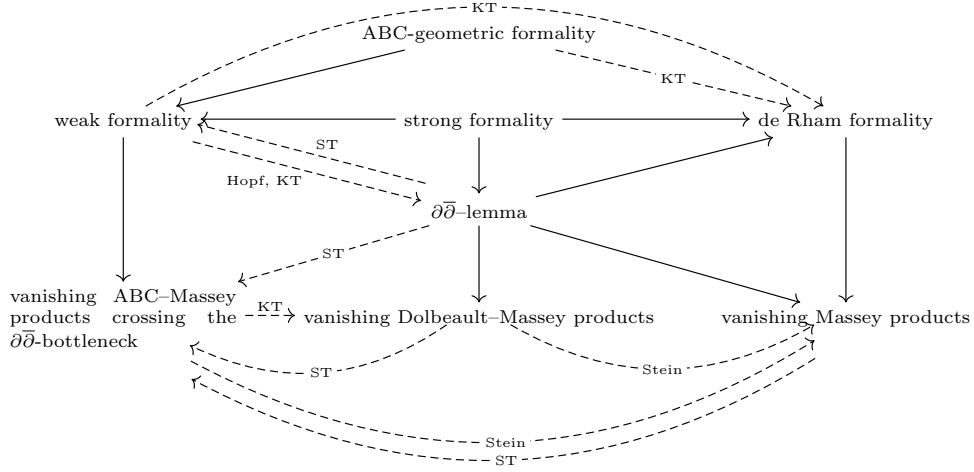 KT
ABC-geometric formality
KT
weak formality
strong formality
de Rham formality
ST
Hopf, KT
∂∂̅–lemma
ST
vanishing ABC–Massey
products crossing the
∂∂̅-bottleneck
KT
vanishing Dolbeault–Massey products
vanishing Massey products
ST
Stein
Stein
ST